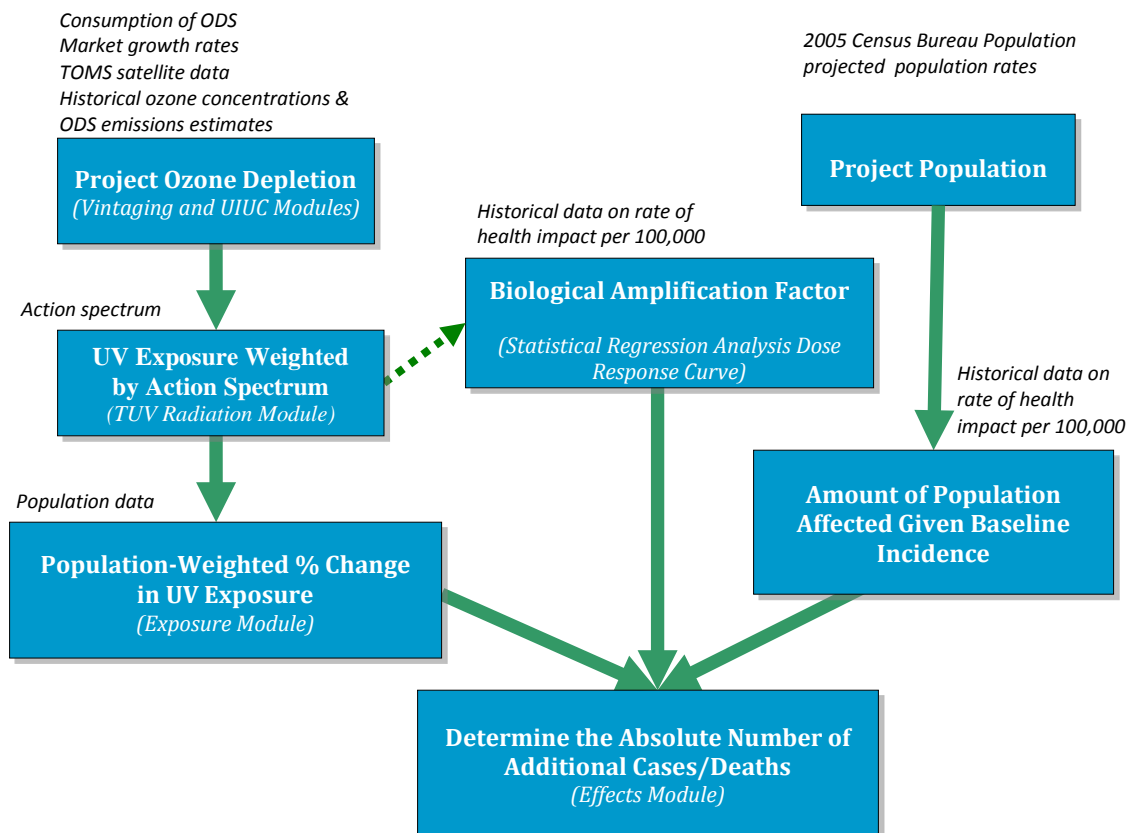 Consumption of ODS
Market growth rates
TOMS satellite data
Historical ozone concentrations &
ODS emissions estimates
Project Ozone Depletion
(Vintaging and UIUC Modules)
Action spectrum
UV Exposure Weighted
by Action Spectrum
(TUV Radiation Module)
Population data
Population-Weighted % Change
in UV Exposure
(Exposure Module)
Historical data on rate of
health impact per 100,000
Biological Amplification Factor
(Statistical Regression Analysis Dose
Response Curve)
2005 Census Bureau Population
projected population rates
Project Population
Historical data on
rate of health
impact per 100,000
Amount of Population
Affected Given Baseline
Incidence
Determine the Absolute Number of
Additional Cases/Deaths
(Effects Module)